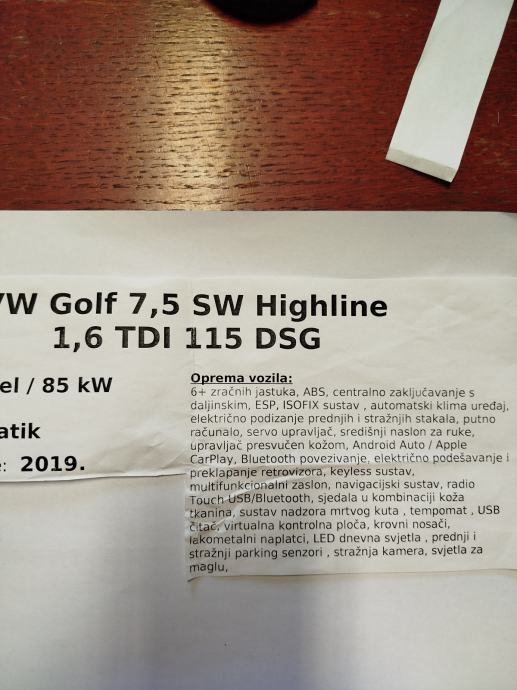 VW Golf 7,5 SW Highline
1,6 TDI 115 DSG
el / 85 kW
atik
e: 2019.
Oprema vozila:
6+ zračnih jastuka, ABS, centralno zaključavanje s
daljinskim, ESP, ISOFIX sustav , automatski klima uređaj,
električno podizanje prednjih i stražnjih stakala, putno
računalo, servo upravljač, središnji naslon za ruke,
upravljač presvučen kožom, Android Auto / Apple
CarPlay, Bluetooth povezivanje, električno podešavanje i
preklapanje retrovizora, keyless sustav,
multifunkcionalni zaslon, navigacijski sustav, radio
Touch USB/Bluetooth, sjedala u kombinaciji koža
tkanina, sustav nadzora mrtvog kuta , tempomat , USB
čitač, virtualna kontrolna ploča, krovni nosači,
lakometalni naplatci, LED dnevna svjetla , prednji i
stražnji parking senzori , stražnja kamera, svjetla za
maglu,